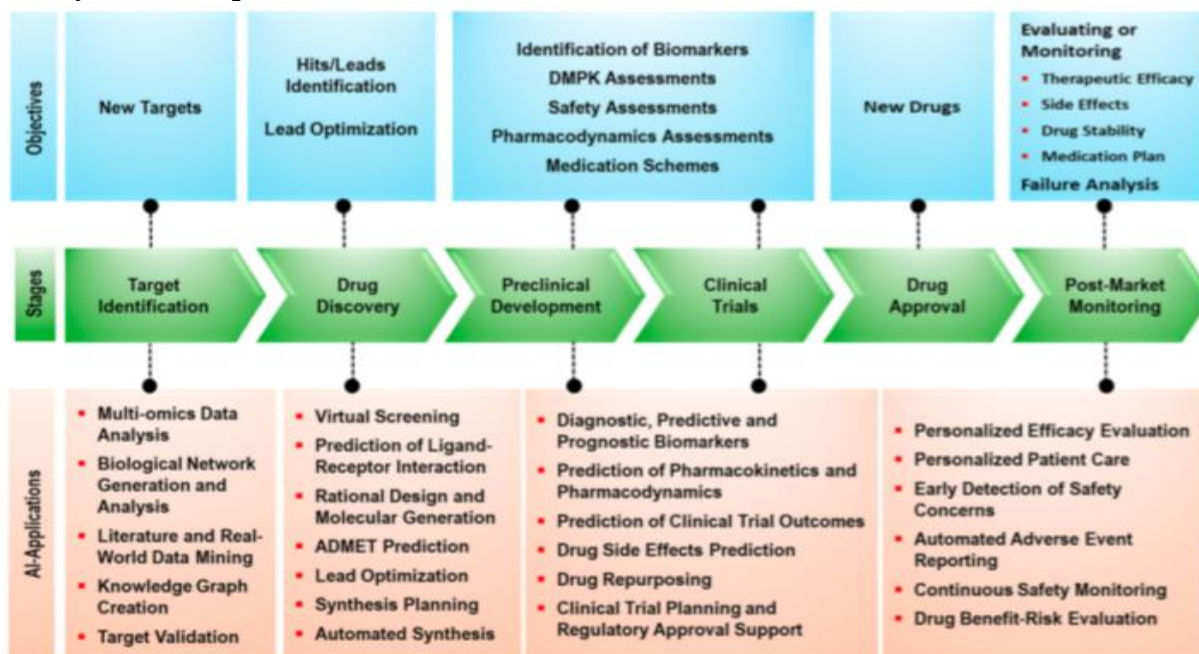 Objectives
New Targets
Hits/Leads
Identification
Lead Optimization
Identification of Biomarkers
DMPK Assessments
Safety Assessments
Pharmacodynamics Assessments
Medication Schemes
New Drugs
Evaluating or
Monitoring
Therapeutic Efficacy
Side Effects
Drug Stability
Medication Plan
Failure Analysis
Stages
Target
Identification
Drug
Discovery
Preclinical
Development
Clinical
Trials
Drug
Approval
Post-Market
Monitoring
AI-Applications
Multi-omics Data
Analysis
Biological Network
Generation and
Analysis
Literature and Real-
World Data Mining
Knowledge Graph
Creation
Target Validation
Virtual Screening
Prediction of Ligand-
Receptor Interaction
Rational Design and
Molecular Generation
ADMET Prediction
Lead Optimization
Synthesis Planning
Automated Synthesis
Diagnostic, Predictive and
Prognostic Biomarkers
Prediction of Pharmacokinetics and
Pharmacodynamics
Prediction of Clinical Trial Outcomes
Drug Side Effects Prediction
Drug Repurposing
Clinical Trial Planning and
Regulatory Approval Support
Personalized Efficacy Evaluation
Personalized Patient Care
Early Detection of Safety
Concerns
Automated Adverse Event
Reporting
Continuous Safety Monitoring
Drug Benefit-Risk Evaluation